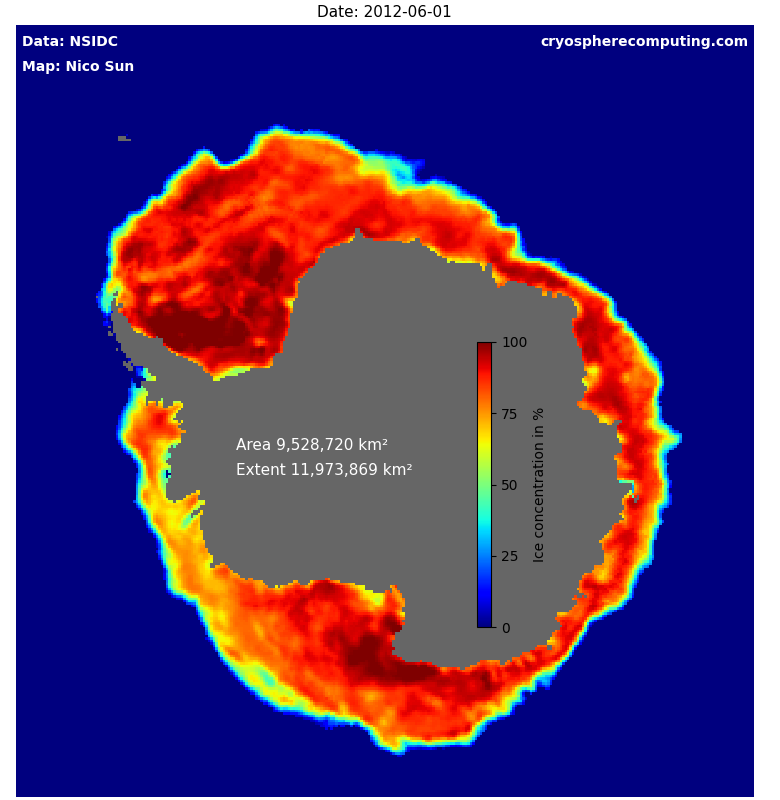 Date: 2012-06-01
Data: NSIDC
cryospherecomputing.com
Map: Nico Sun
100
75
50
25
0
Ice concentration in %
Area 9,528,720 km²
Extent 11,973,869 km²